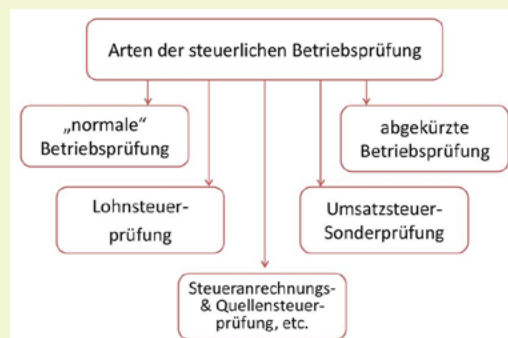 Arten der steuerlichen Betriebsprüfung
„normale“
Betriebsprüfung
abgekürzte
Betriebsprüfung
Lohnsteuer-
prüfung
Umsatzsteuer-
Sonderprüfung
Steueranrechnungs-
& Quellensteuer-
prüfung, etc.